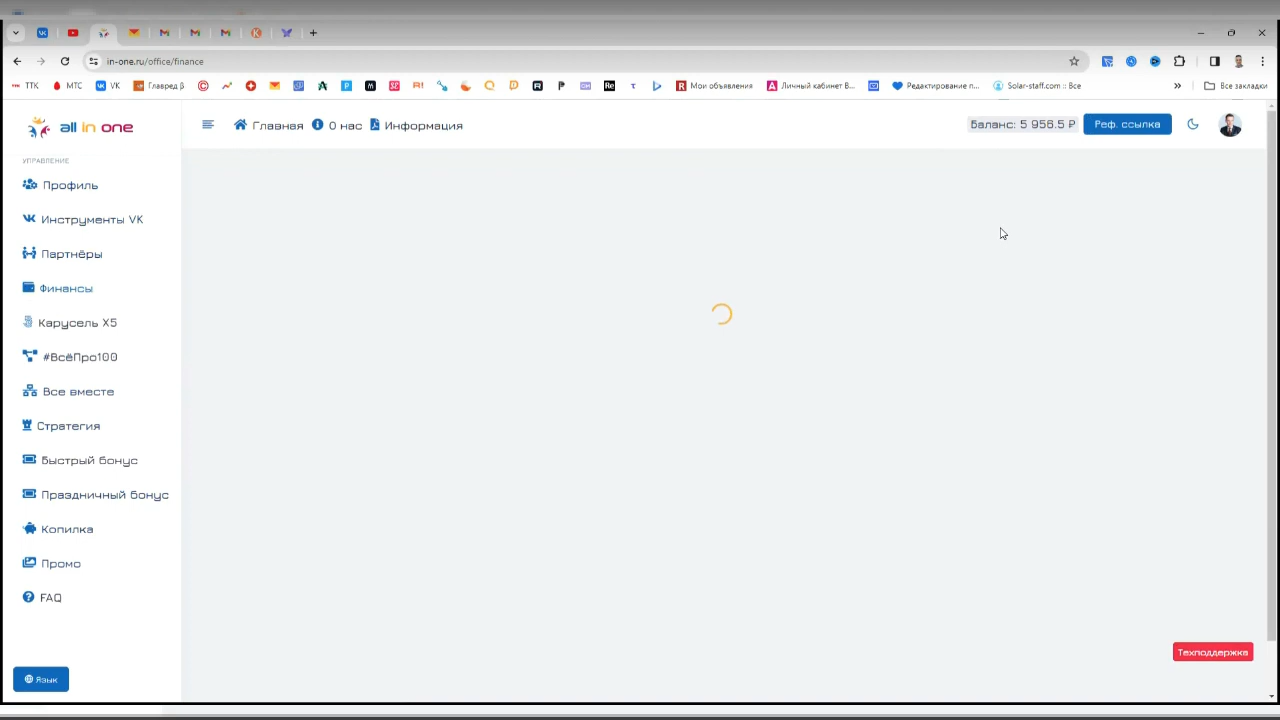 in-one.ru/office/finance
ТТК МТС VK Главред β Мои объявления Личный кабинет В... Редактирование п... Solar-staff.com :: Все » Все закладки
all in one
Главная О нас Информация Баланс: 5 956.5 ₽ Реф. ссылка
УПРАВЛЕНИЕ
Профиль
Инструменты VK
Партнёры
Финансы
Карусель X5
#ВсёПро100
Все вместе
Стратегия
Быстрый бонус
Праздничный бонус
Копилка
Промо
FAQ
Техподдержка
Язык